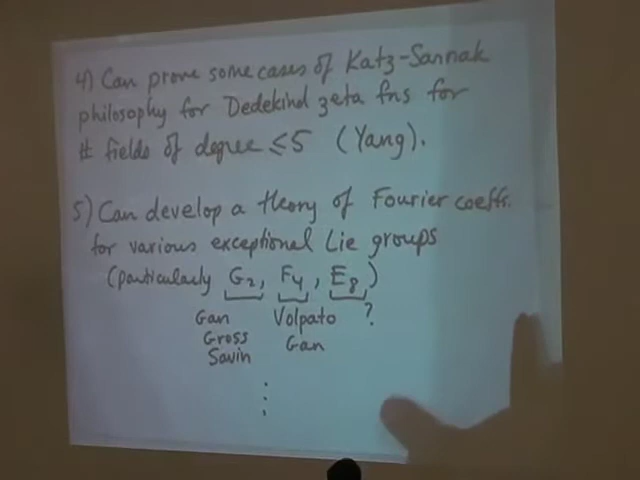 4) Can prove some cases of Katz-Sarnak
philosophy for Dedekind zeta fns for
# fields of degree ≤5 (Yang).
5) Can develop a theory of Fourier coeffs.
for various exceptional Lie groups
(particularly G₂, F₄, E₈)
Gan Volpato ?
Gross Gan
Savin
⋮